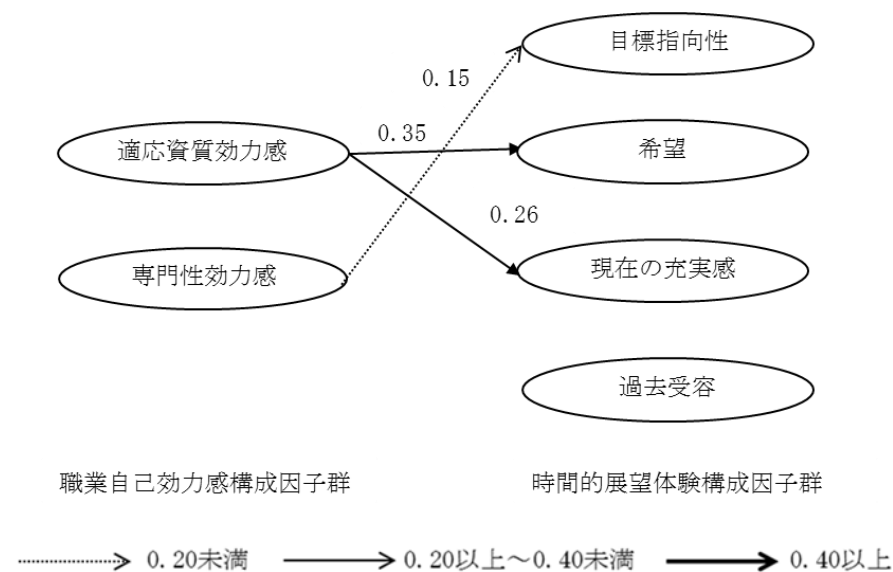 目標指向性
0.15
0.35
適応資質効力感
希望
0.26
専門性効力感
現在の充実感
過去受容
職業自己効力感構成因子群
時間的展望体験構成因子群
0.20未満
0.20以上～0.40未満
0.40以上